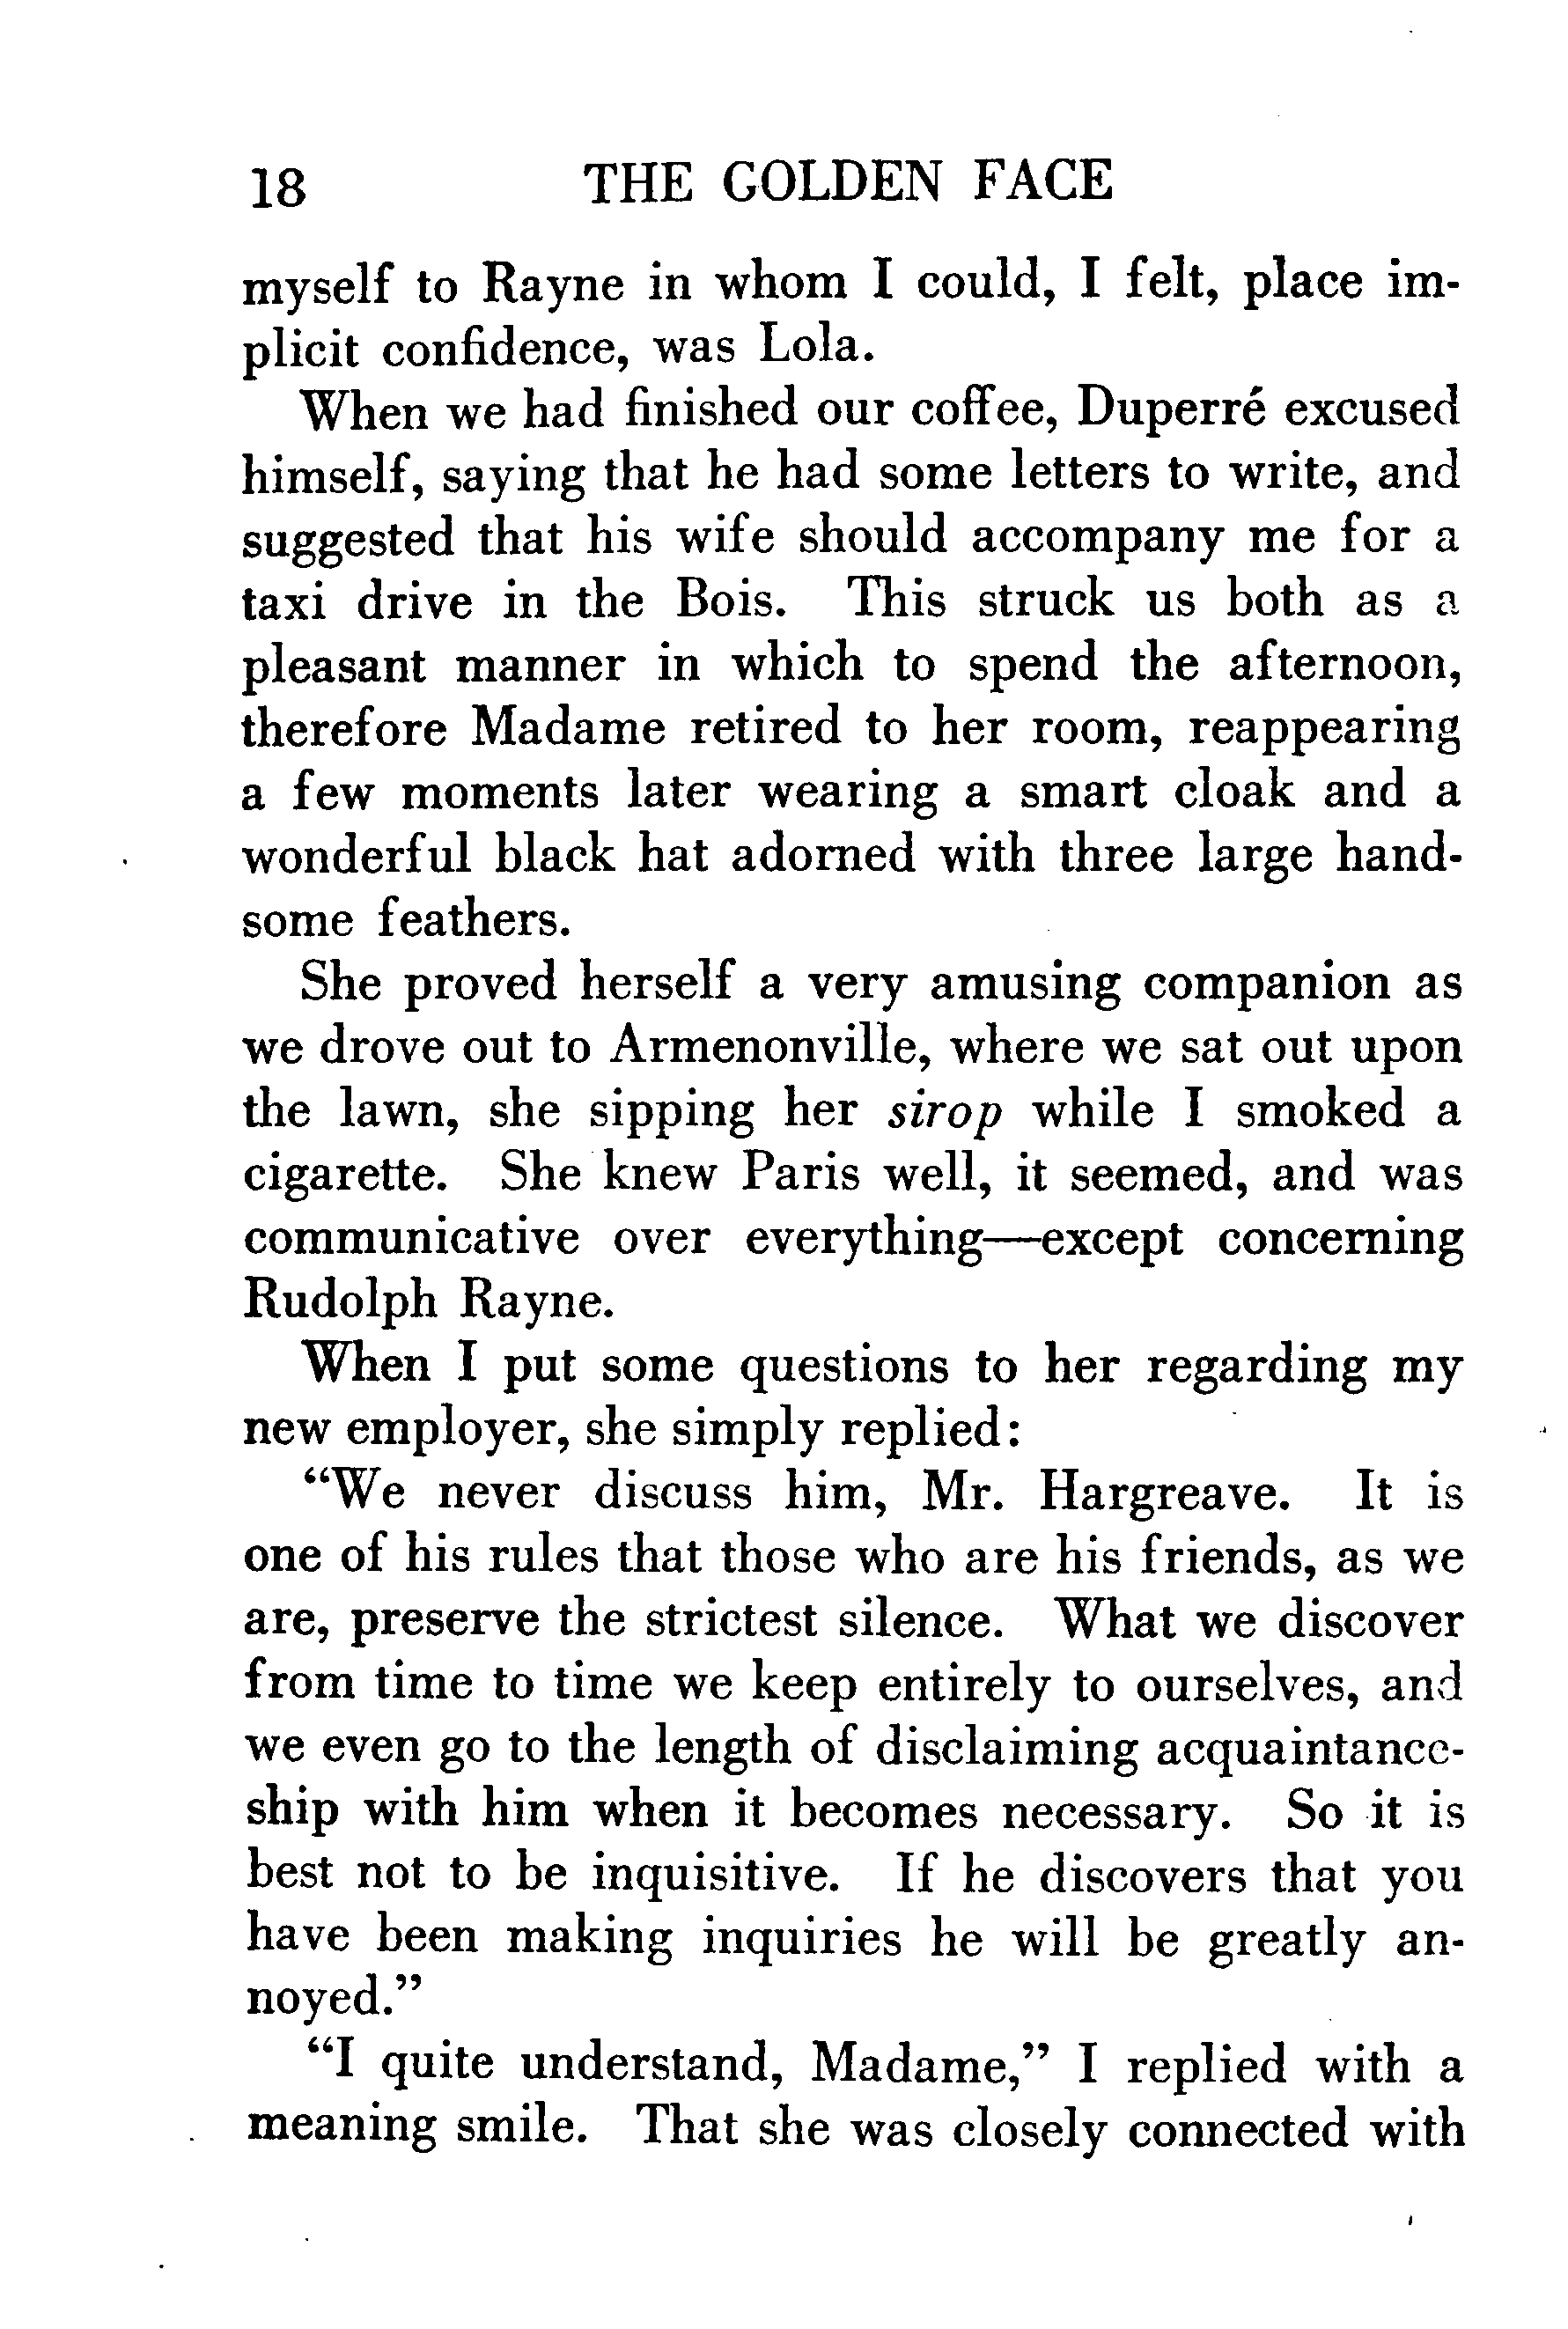 18 THE GOLDEN FACE
myself to Rayne in whom I could, I felt, place im-
plicit confidence, was Lola.
When we had finished our coffee, Duperré excused
himself, saying that he had some letters to write, and
suggested that his wife should accompany me for a
taxi drive in the Bois. This struck us both as a
pleasant manner in which to spend the afternoon,
therefore Madame retired to her room, reappearing
a few moments later wearing a smart cloak and a
wonderful black hat adorned with three large hand-
some feathers.
She proved herself a very amusing companion as
we drove out to Armenonville, where we sat out upon
the lawn, she sipping her sirop while I smoked a
cigarette. She knew Paris well, it seemed, and was
communicative over everything—except concerning
Rudolph Rayne.
When I put some questions to her regarding my
new employer, she simply replied:
“We never discuss him, Mr. Hargreave. It is
one of his rules that those who are his friends, as we
are, preserve the strictest silence. What we discover
from time to time we keep entirely to ourselves, and
we even go to the length of disclaiming acquaintance-
ship with him when it becomes necessary. So it is
best not to be inquisitive. If he discovers that you
have been making inquiries he will be greatly an-
noyed.”
“I quite understand, Madame,” I replied with a
meaning smile. That she was closely connected with